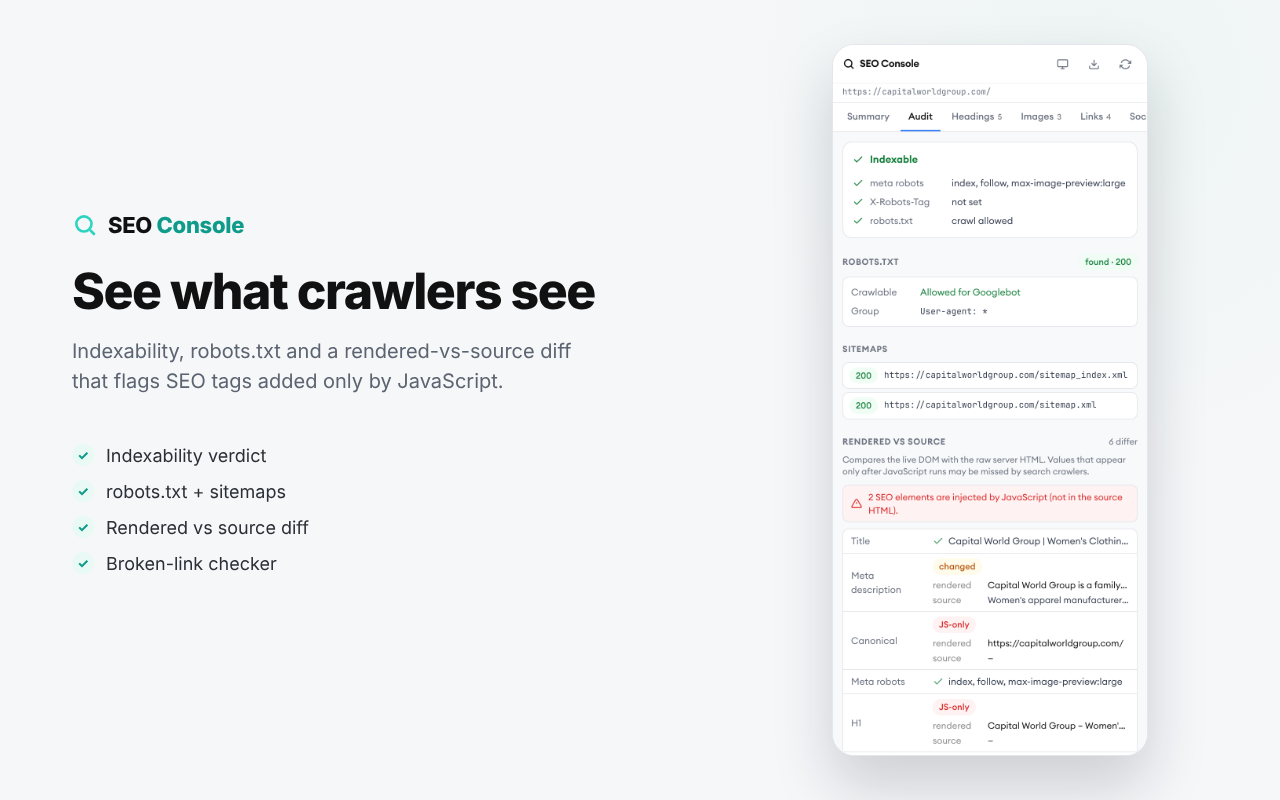 SEO Console
See what crawlers see
Indexability, robots.txt and a rendered-vs-source diff
that flags SEO tags added only by JavaScript.
Indexability verdict
robots.txt + sitemaps
Rendered vs source diff
Broken-link checker
SEO Console
https://capitalworldgroup.com/
Summary Audit Headings 5 Images 3 Links 4 Soc
Indexable
meta robots index, follow, max-image-preview:large
X-Robots-Tag not set
robots.txt crawl allowed
ROBOTS.TXT found · 200
Crawlable Allowed for Googlebot
Group User-agent: *
SITEMAPS
200 https://capitalworldgroup.com/sitemap_index.xml
200 https://capitalworldgroup.com/sitemap.xml
RENDERED VS SOURCE 6 differ
Compares the live DOM with the raw server HTML. Values that appear
only after JavaScript runs may be missed by search crawlers.
2 SEO elements are injected by JavaScript (not in the source
HTML).
Title Capital World Group | Women's Clothin…
Meta description changed
rendered Capital World Group is a family…
source Women's apparel manufacturer…
Canonical JS-only
rendered https://capitalworldgroup.com/
source –
Meta robots index, follow, max-image-preview:large
H1 JS-only
rendered Capital World Group – Women'…
source –